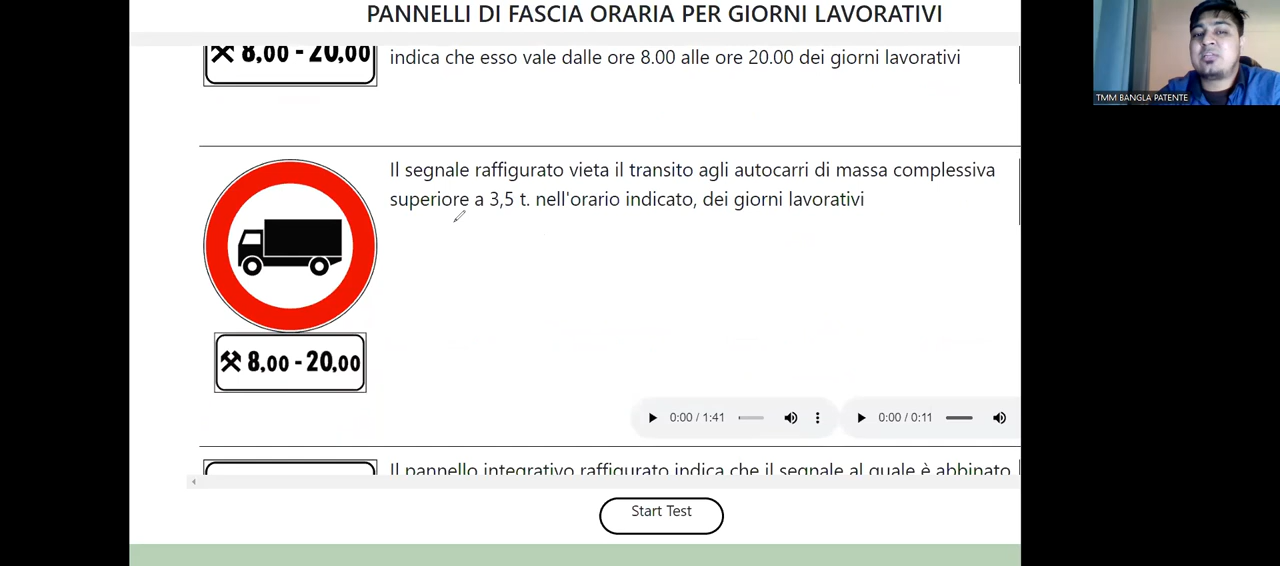 PANNELLI DI FASCIA ORARIA PER GIORNI LAVORATIVI
TMM BANGLA PATENTE
8.00 - 20.00
indica che esso vale dalle ore 8.00 alle ore 20.00 dei giorni lavorativi
Il segnale raffigurato vieta il transito agli autocarri di massa complessiva
superiore a 3,5 t. nell'orario indicato, dei giorni lavorativi
8.00 - 20.00
0:00 / 1:41
0:00 / 0:11
Il pannello integrativo raffigurato indica che il segnale al quale è abbinato
Start Test